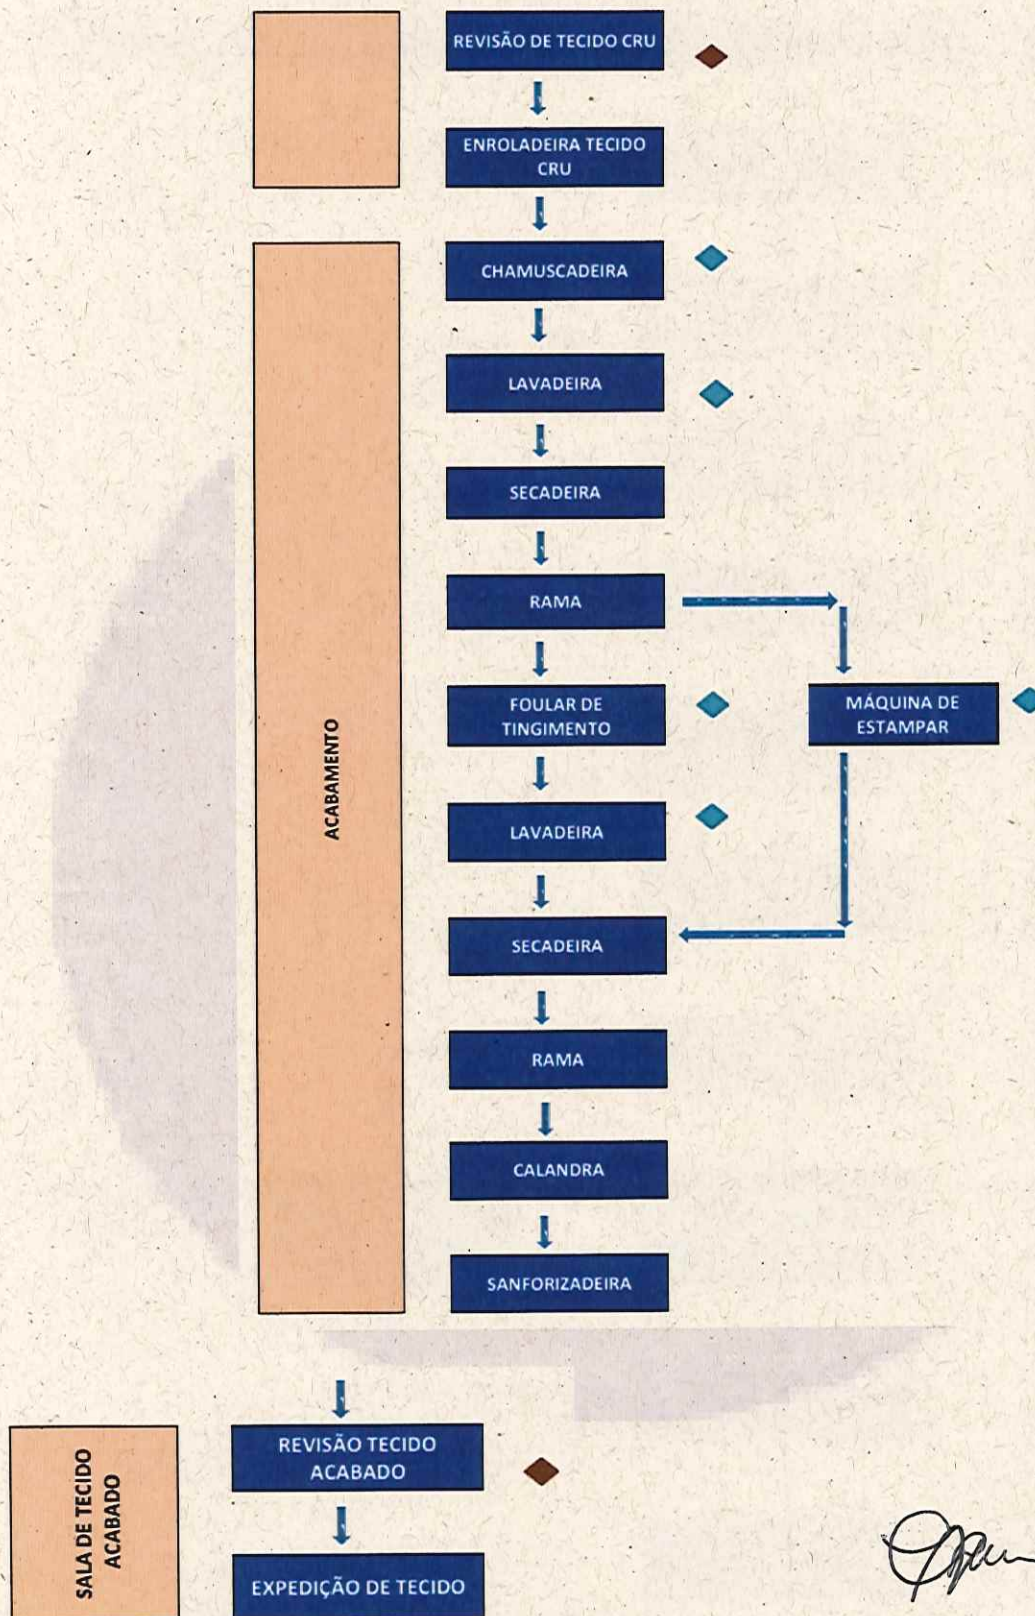 REVISÃO DE TECIDO CRU
ENROLADEIRA TECIDO
CRU
CHAMUSCADEIRA
LAVADEIRA
SECADEIRA
RAMA
FOULAR DE
TINGIMENTO
MÁQUINA DE
ESTAMPAR
ACABAMENTO
LAVADEIRA
SECADEIRA
RAMA
CALANDRA
SANFORIZADEIRA
SALA DE TECIDO
ACABADO
REVISÃO TECIDO
ACABADO
EXPEDIÇÃO DE TECIDO